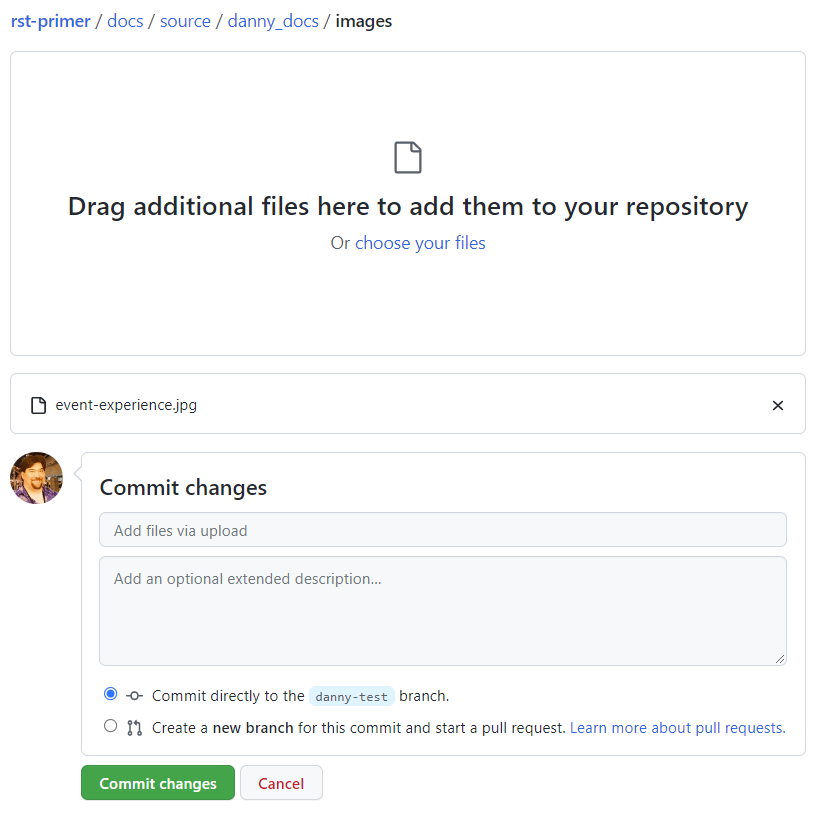 rst-primer / docs / source / danny_docs / images
Drag additional files here to add them to your repository
Or choose your files
event-experience.jpg
Commit changes
Add files via upload
Add an optional extended description...
Commit directly to the danny-test branch.
Create a new branch for this commit and start a pull request. Learn more about pull requests.
Commit changes Cancel